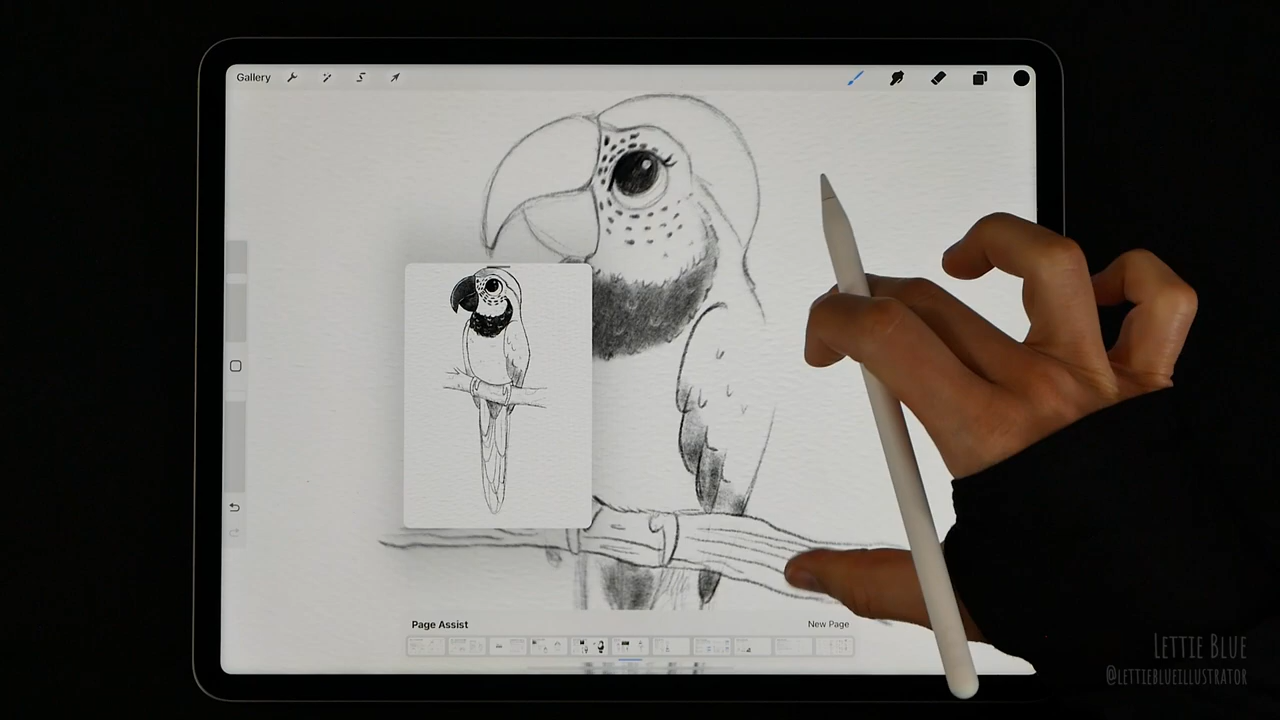 Gallery
Page Assist
New Page
Lettie Blue
@lettieblueillustrator